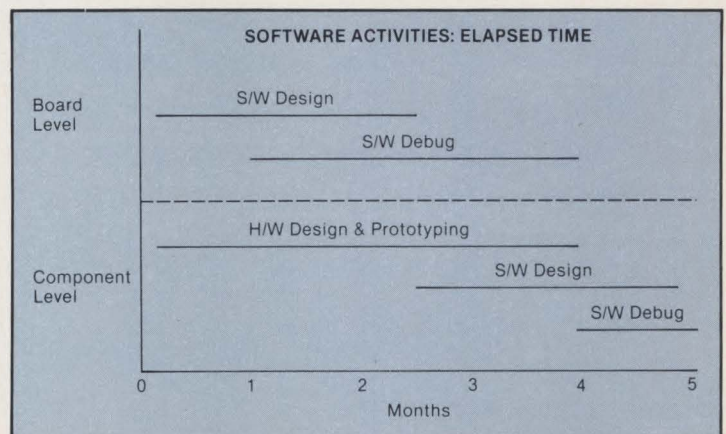 SOFTWARE ACTIVITIES: ELAPSED TIME
Board
Level
S/W Design
S/W Debug
H/W Design & Prototyping
Component
Level
S/W Design
S/W Debug
0 1 2 3 4 5
Months